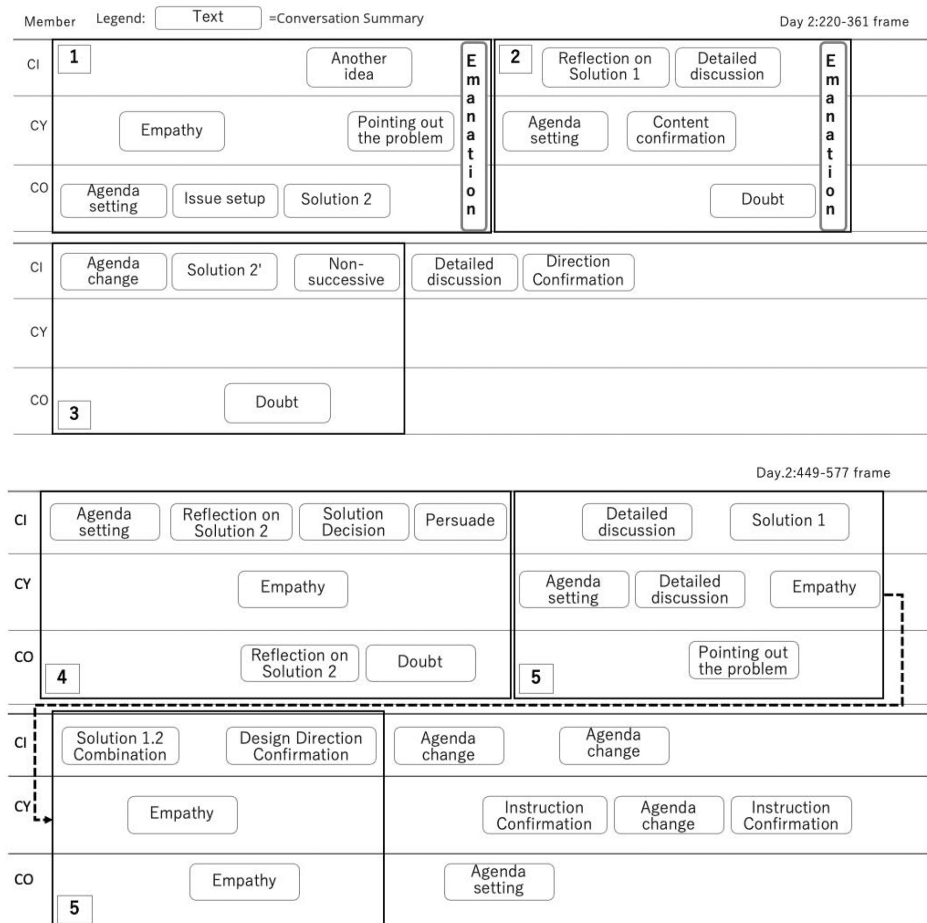 Member
Legend:
Text
=Conversation Summary
Day 2:220-361 frame
CI
1
Another
idea
Emanation
2
Reflection on
Solution 1
Detailed
discussion
Emanation
CY
Empathy
Pointing out
the problem
Agenda
setting
Content
confirmation
CO
Agenda
setting
Issue setup
Solution 2
Doubt
CI
Agenda
change
Solution 2'
Non-
successive
Detailed
discussion
Direction
Confirmation
CY
CO
3
Doubt
Day.2:449-577 frame
CI
Agenda
setting
Reflection on
Solution 2
Solution
Decision
Persuade
Detailed
discussion
Solution 1
CY
Empathy
Agenda
setting
Detailed
discussion
Empathy
CO
4
Reflection on
Solution 2
Doubt
5
Pointing out
the problem
CI
Solution 1.2
Combination
Design Direction
Confirmation
Agenda
change
Agenda
change
CY
Empathy
Instruction
Confirmation
Agenda
change
Instruction
Confirmation
CO
5
Empathy
Agenda
setting